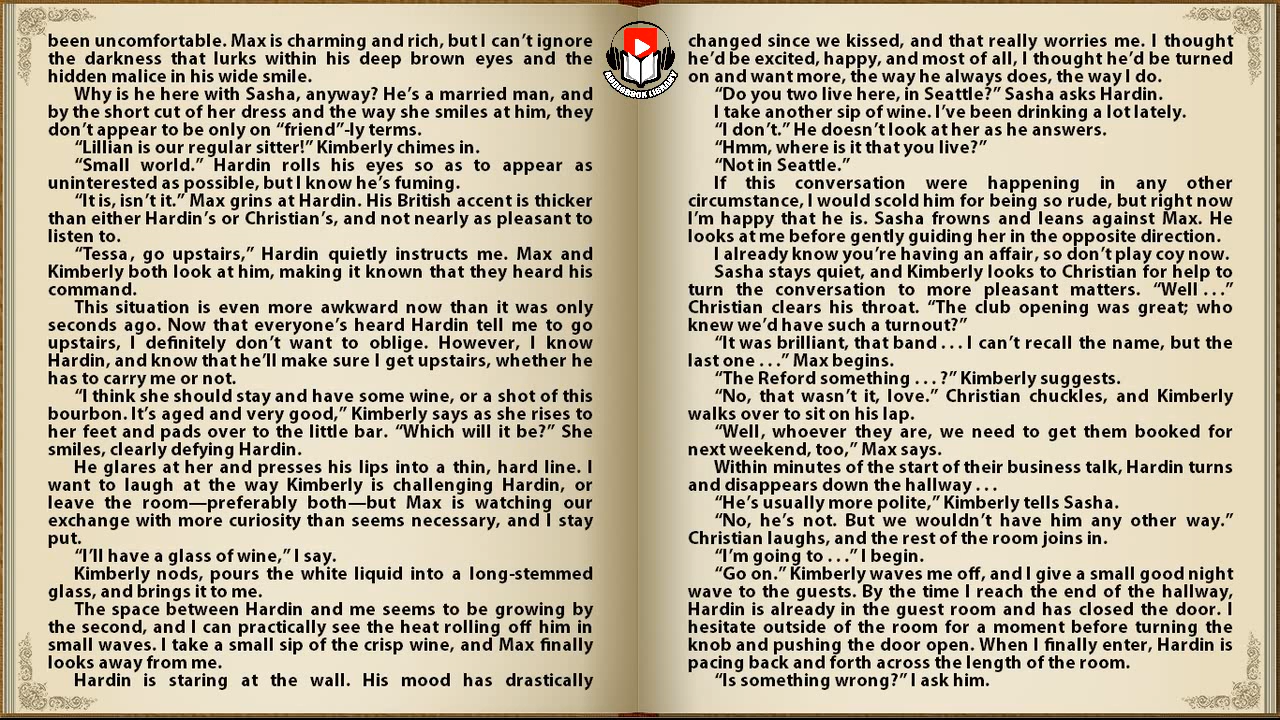 been uncomfortable. Max is charming and rich, but I can’t ignore
the darkness that lurks within his deep brown eyes and the
hidden malice in his wide smile.
Why is he here with Sasha, anyway? He’s a married man, and
by the short cut of her dress and the way she smiles at him, they
don’t appear to be only on “friend”-ly terms.
“Lillian is our regular sitter!” Kimberly chimes in.
“Small world.” Hardin rolls his eyes so as to appear as
uninterested as possible, but I know he’s fuming.
“It is, isn’t it.” Max grins at Hardin. His British accent is thicker
than either Hardin’s or Christian’s, and not nearly as pleasant to
listen to.
“Tessa, go upstairs,” Hardin quietly instructs me. Max and
Kimberly both look at him, making it known that they heard his
command.
This situation is even more awkward now than it was only
seconds ago. Now that everyone’s heard Hardin tell me to go
upstairs, I definitely don’t want to oblige. However, I know
Hardin, and know that he’ll make sure I get upstairs, whether he
has to carry me or not.
“I think she should stay and have some wine, or a shot of this
bourbon. It’s aged and very good,” Kimberly says as she rises to
her feet and pads over to the little bar. “Which will it be?” She
smiles, clearly defying Hardin.
He glares at her and presses his lips into a thin, hard line. I
want to laugh at the way Kimberly is challenging Hardin, or
leave the room—preferably both—but Max is watching our
exchange with more curiosity than seems necessary, and I stay
put.
“I’ll have a glass of wine,” I say.
Kimberly nods, pours the white liquid into a long-stemmed
glass, and brings it to me.
The space between Hardin and me seems to be growing by
the second, and I can practically see the heat rolling off him in
small waves. I take a small sip of the crisp wine, and Max finally
looks away from me.
Hardin is staring at the wall. His mood has drastically
AUDIOBOOK LIBRARY
changed since we kissed, and that really worries me. I thought
he’d be excited, happy, and most of all, I thought he’d be turned
on and want more, the way he always does, the way I do.
“Do you two live here, in Seattle?” Sasha asks Hardin.
I take another sip of wine. I’ve been drinking a lot lately.
“I don’t.” He doesn’t look at her as he answers.
“Hmm, where is it that you live?”
“Not in Seattle.”
If this conversation were happening in any other
circumstance, I would scold him for being so rude, but right now
I’m happy that he is. Sasha frowns and leans against Max. He
looks at me before gently guiding her in the opposite direction.
I already know you’re having an affair, so don’t play coy now.
Sasha stays quiet, and Kimberly looks to Christian for help to
turn the conversation to more pleasant matters. “Well . . .”
Christian clears his throat. “The club opening was great; who
knew we’d have such a turnout?”
“It was brilliant, that band . . . I can’t recall the name, but the
last one . . .” Max begins.
“The Reford something . . . ?” Kimberly suggests.
“No, that wasn’t it, love.” Christian chuckles, and Kimberly
walks over to sit on his lap.
“Well, whoever they are, we need to get them booked for
next weekend, too,” Max says.
Within minutes of the start of their business talk, Hardin turns
and disappears down the hallway . . .
“He’s usually more polite,” Kimberly tells Sasha.
“No, he’s not. But we wouldn’t have him any other way.”
Christian laughs, and the rest of the room joins in.
“I’m going to . . .” I begin.
“Go on.” Kimberly waves me off, and I give a small good night
wave to the guests. By the time I reach the end of the hallway,
Hardin is already in the guest room and has closed the door. I
hesitate outside of the room for a moment before turning the
knob and pushing the door open. When I finally enter, Hardin is
pacing back and forth across the length of the room.
“Is something wrong?” I ask him.